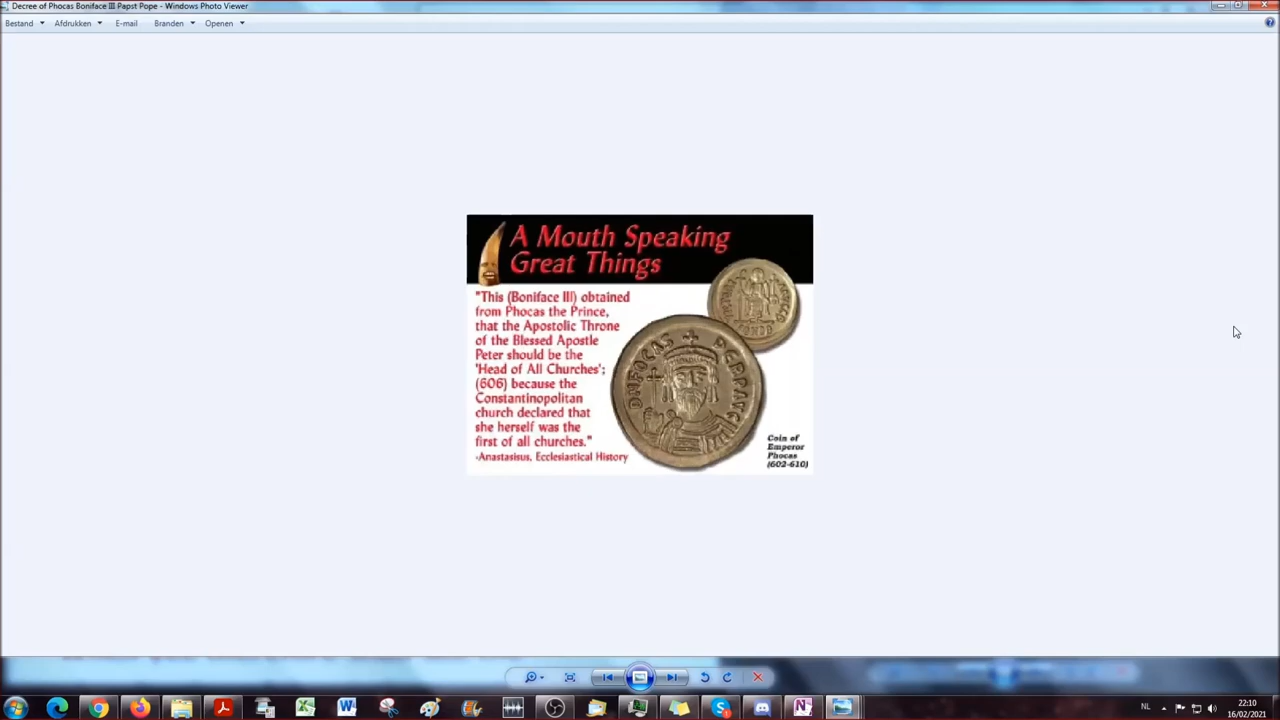 Decree of Phocas Boniface III Papst Pope - Windows Photo Viewer
Bestand Afdrukken E-mail Branden Openen
A Mouth Speaking
Great Things
"This (Boniface III) obtained
from Phocas the Prince,
that the Apostolic Throne
of the Blessed Apostle
Peter should be the
'Head of All Churches';
(606) because the
Constantinopolitan
church declared that
she herself was the
first of all churches."
-Anastasisus, Ecclesiastical History
Coin of
Emperor
Phocas
(602-610)
NL
22:10
16/02/2021